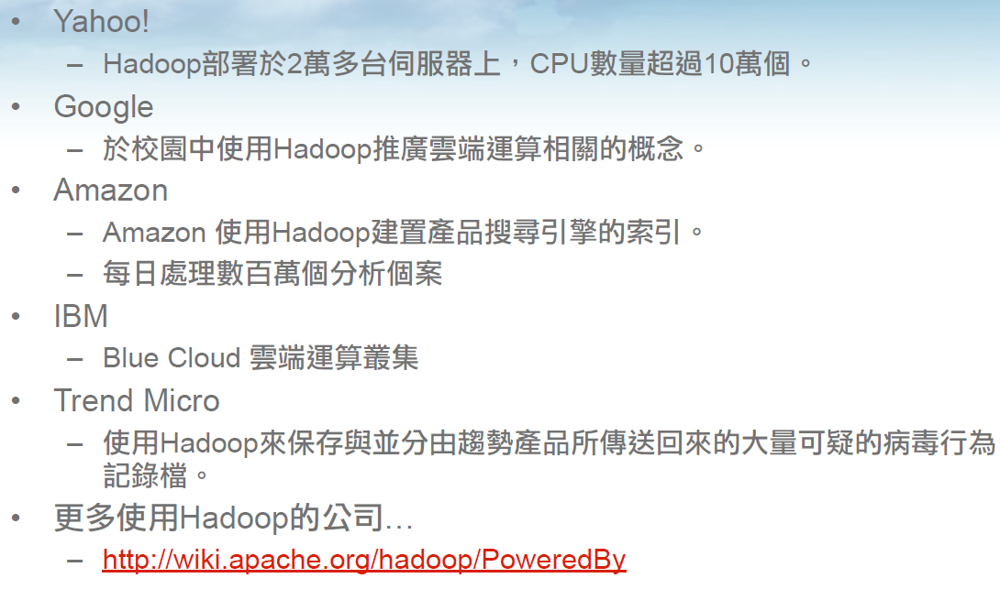 • Yahoo!
– Hadoop部署於2萬多台伺服器上，CPU數量超過10萬個。
• Google
– 於校園中使用Hadoop推廣雲端運算相關的概念。
• Amazon
– Amazon 使用Hadoop建置產品搜尋引擎的索引。
– 每日處理數百萬個分析個案
• IBM
– Blue Cloud 雲端運算叢集
• Trend Micro
– 使用Hadoop來保存與並分由趨勢產品所傳送回來的大量可疑的病毒行為
記錄檔。
• 更多使用Hadoop的公司…
– http://wiki.apache.org/hadoop/PoweredBy